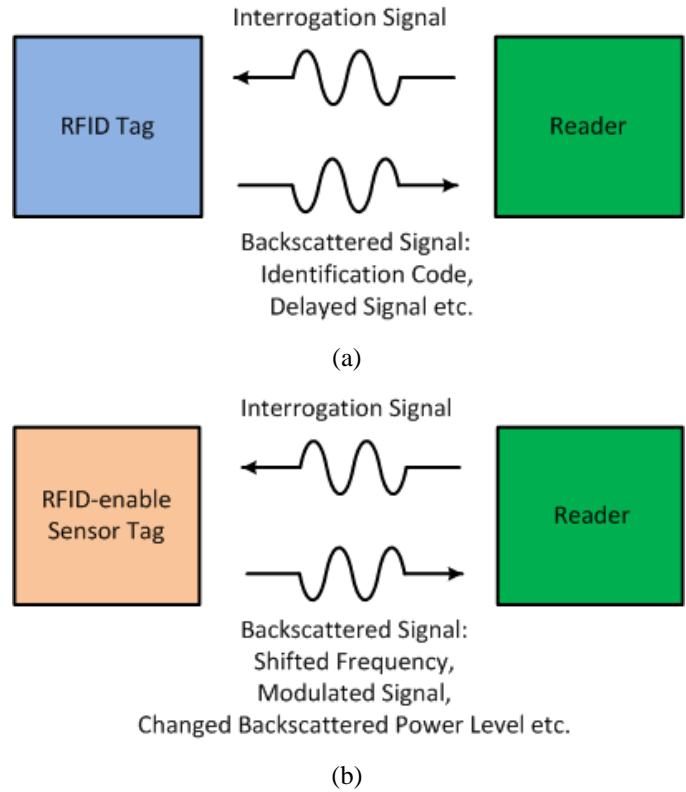 Interrogation Signal
RFID Tag
Reader
Backscattered Signal:
Identification Code,
Delayed Signal etc.
(a)
Interrogation Signal
RFID-enable
Sensor Tag
Reader
Backscattered Signal:
Shifted Frequency,
Modulated Signal,
Changed Backscattered Power Level etc.
(b)